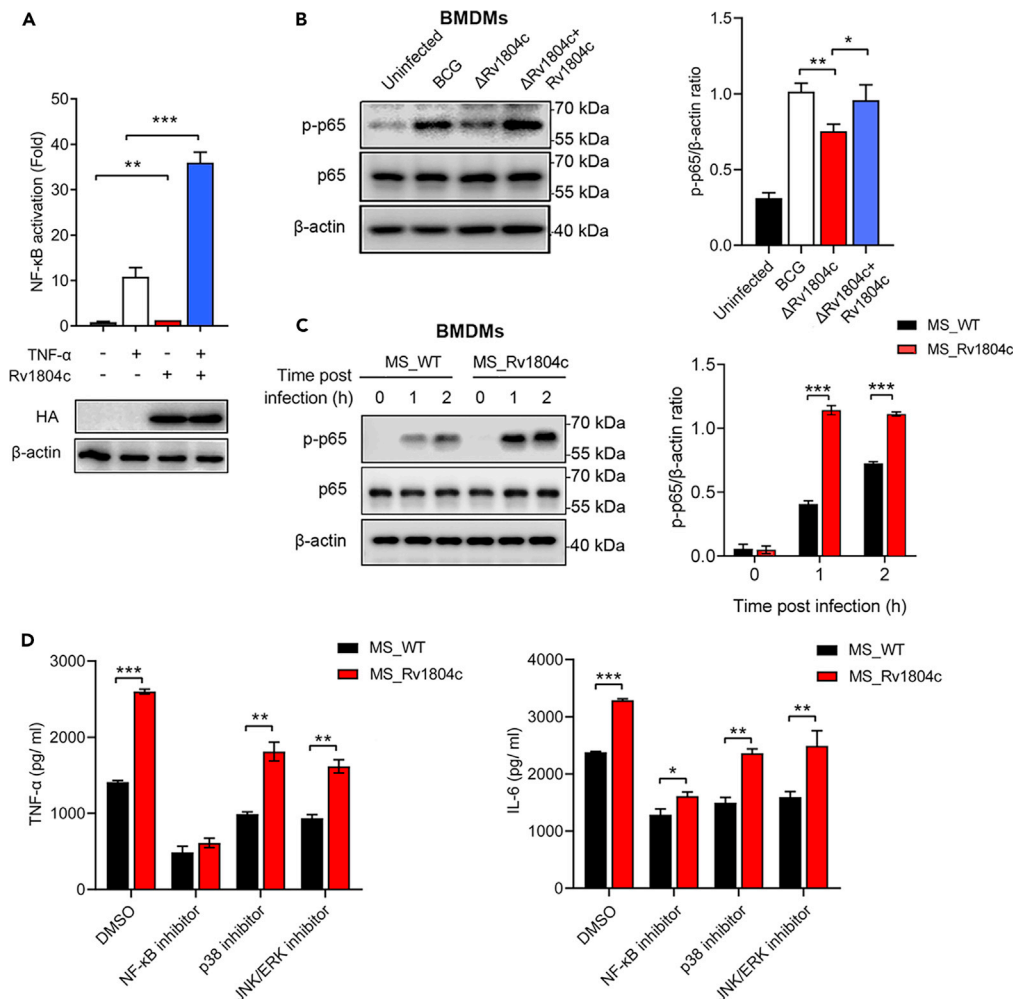 A
NF-κB activation (Fold)
50
40
30
20
10
0
**
***
TNF-α - + - +
Rv1804c - - + +
HA
β-actin
B
BMDMs
Uninfected
BCG
ΔRv1804c
ΔRv1804c+
Rv1804c
p-p65
70 kDa
55 kDa
p65
70 kDa
55 kDa
β-actin
40 kDa
p-p65/β-actin ratio
1.5
1.0
0.5
0.0
**
*
Uninfected
BCG
ΔRv1804c
ΔRv1804c+
Rv1804c
C
BMDMs
MS_WT MS_Rv1804c
Time post
infection (h) 0 1 2 0 1 2
p-p65
70 kDa
55 kDa
p65
70 kDa
55 kDa
β-actin
40 kDa
MS_WT
MS_Rv1804c
p-p65/β-actin ratio
1.5
1.0
0.5
0.0
***
***
0 1 2
Time post infection (h)
D
MS_WT
MS_Rv1804c
TNF-α (pg/ ml)
3000
2000
1000
0
***
**
**
DMSO
NF-κB inhibitor
p38 inhibitor
JNK/ERK inhibitor
MS_WT
MS_Rv1804c
IL-6 (pg/ ml)
4000
3000
2000
1000
0
***
*
**
**
DMSO
NF-κB inhibitor
p38 inhibitor
JNK/ERK inhibitor